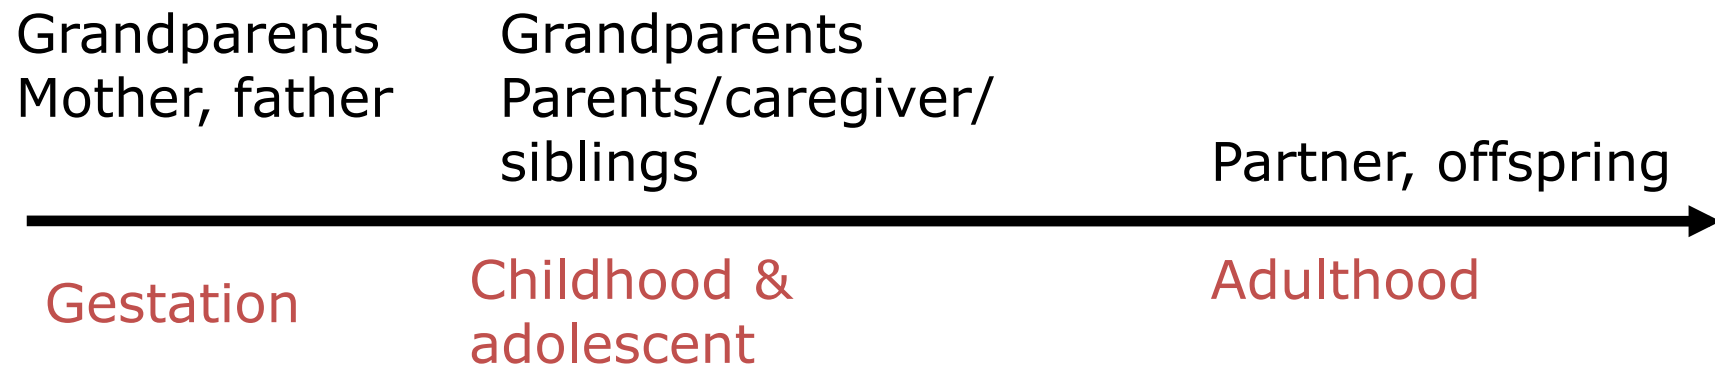 Grandparents
Mother, father
Grandparents
Parents/caregiver/
siblings
Partner, offspring
Gestation
Childhood &
adolescent
Adulthood